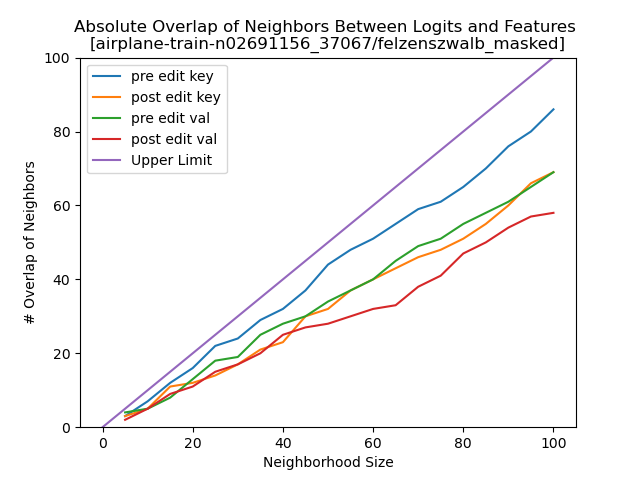 Absolute Overlap of Neighbors Between Logits and Features
[airplane-train-n02691156_37067/felzenszwalb_masked]
pre edit key
post edit key
pre edit val
post edit val
Upper Limit
# Overlap of Neighbors
100
80
60
40
20
0
0 20 40 60 80 100
Neighborhood Size